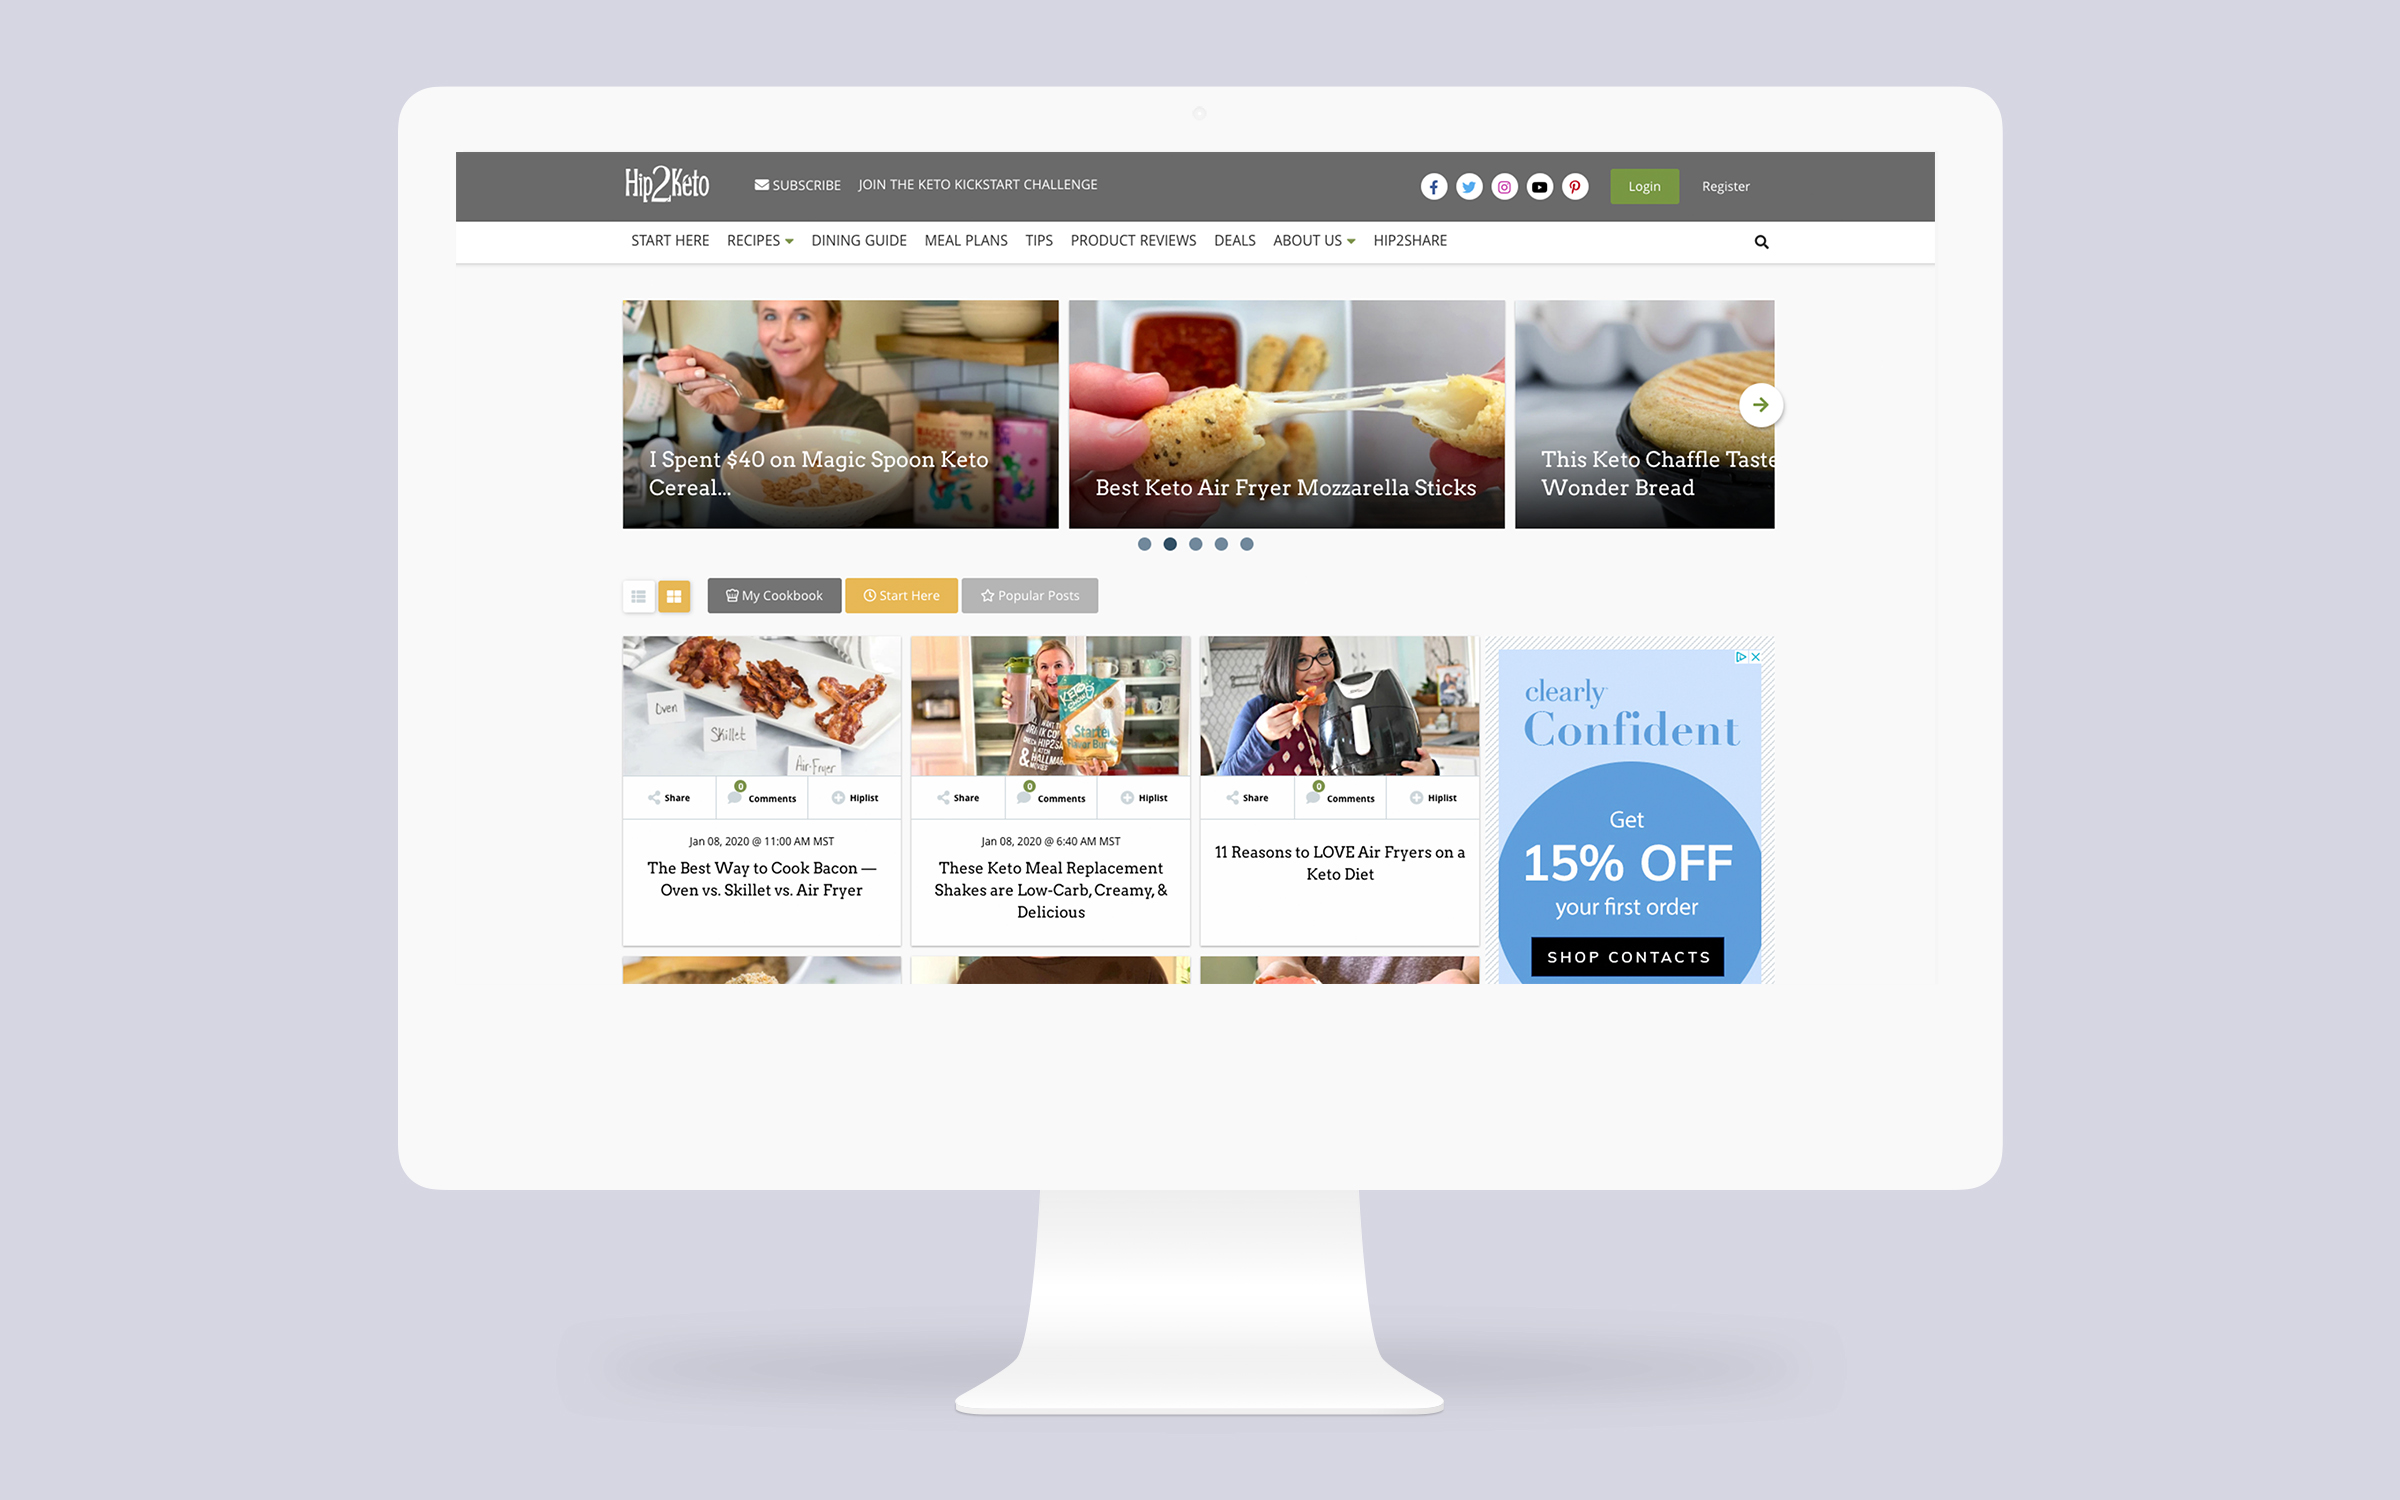 Hip2Keto
SUBSCRIBE
JOIN THE KETO KICKSTART CHALLENGE
Login
Register
START HERE
RECIPES
DINING GUIDE
MEAL PLANS
TIPS
PRODUCT REVIEWS
DEALS
ABOUT US
HIP2SHARE
I Spent $40 on Magic Spoon Keto
Cereal...
Best Keto Air Fryer Mozzarella Sticks
This Keto Chaffle Taste
Wonder Bread
My Cookbook
Start Here
Popular Posts
Oven
Skillet
Air-Fryer
KETO
Starter
Share
0
Comments
Hiplist
Jan 08, 2020 @ 11:00 AM MST
The Best Way to Cook Bacon —
Oven vs. Skillet vs. Air Fryer
Share
0
Comments
Hiplist
Jan 08, 2020 @ 6:40 AM MST
These Keto Meal Replacement
Shakes are Low-Carb, Creamy, &
Delicious
Share
0
Comments
Hiplist
11 Reasons to LOVE Air Fryers on a
Keto Diet
clearly
Confident
Get
15% OFF
your first order
SHOP CONTACTS